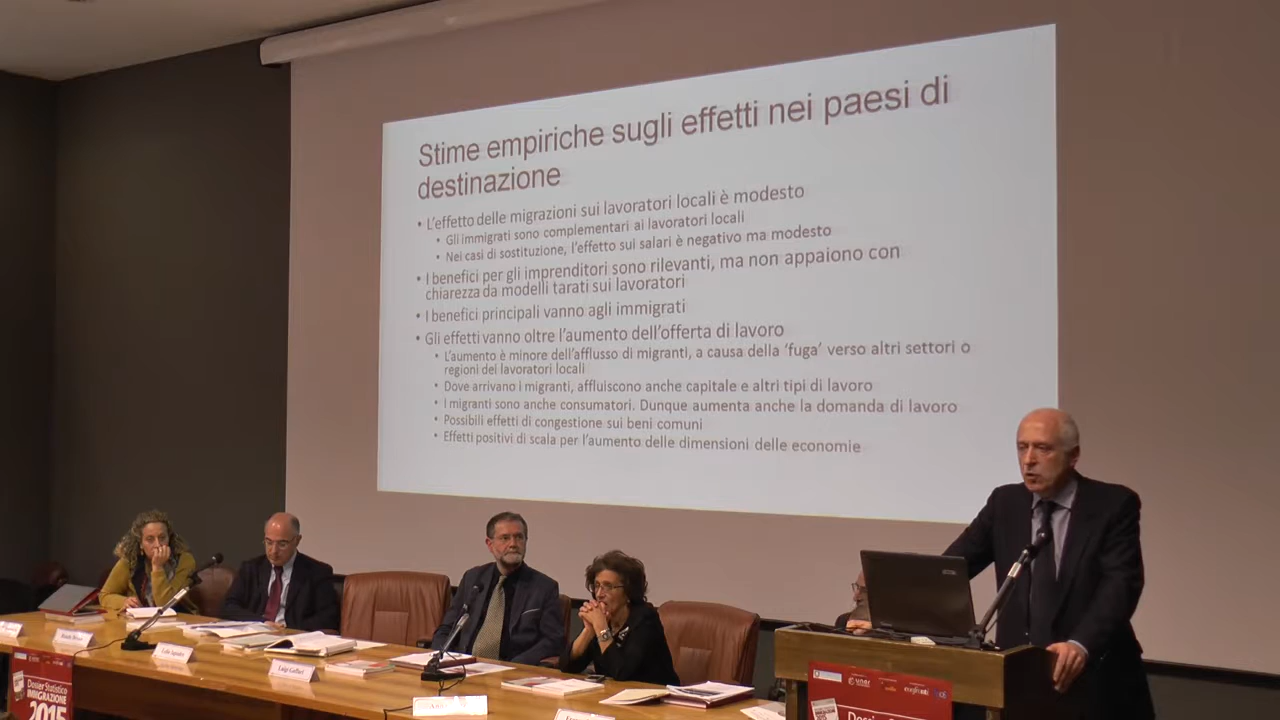 Stime empiriche sugli effetti nei paesi di
destinazione
• L'effetto delle migrazioni sui lavoratori locali è modesto
• Gli immigrati sono complementari ai lavoratori locali
• Nei casi di sostituzione, l'effetto sui salari è negativo ma modesto
• I benefici per gli imprenditori sono rilevanti, ma non appaiono con
chiarezza da modelli tarati sui lavoratori
• I benefici principali vanno agli immigrati
• Gli effetti vanno oltre l'aumento dell'offerta di lavoro
• L'aumento è minore dell'afflusso di migranti, a causa della 'fuga' verso altri settori o
regioni dei lavoratori locali
• Dove arrivano i migranti, affluiscono anche capitale e altri tipi di lavoro
• I migranti sono anche consumatori. Dunque aumenta anche la domanda di lavoro
• Possibili effetti di congestione sui beni comuni
• Effetti positivi di scala per l'aumento delle dimensioni delle economie
Dossier Statistico
IMMIGRAZIONE
2015
Dossier Statistico